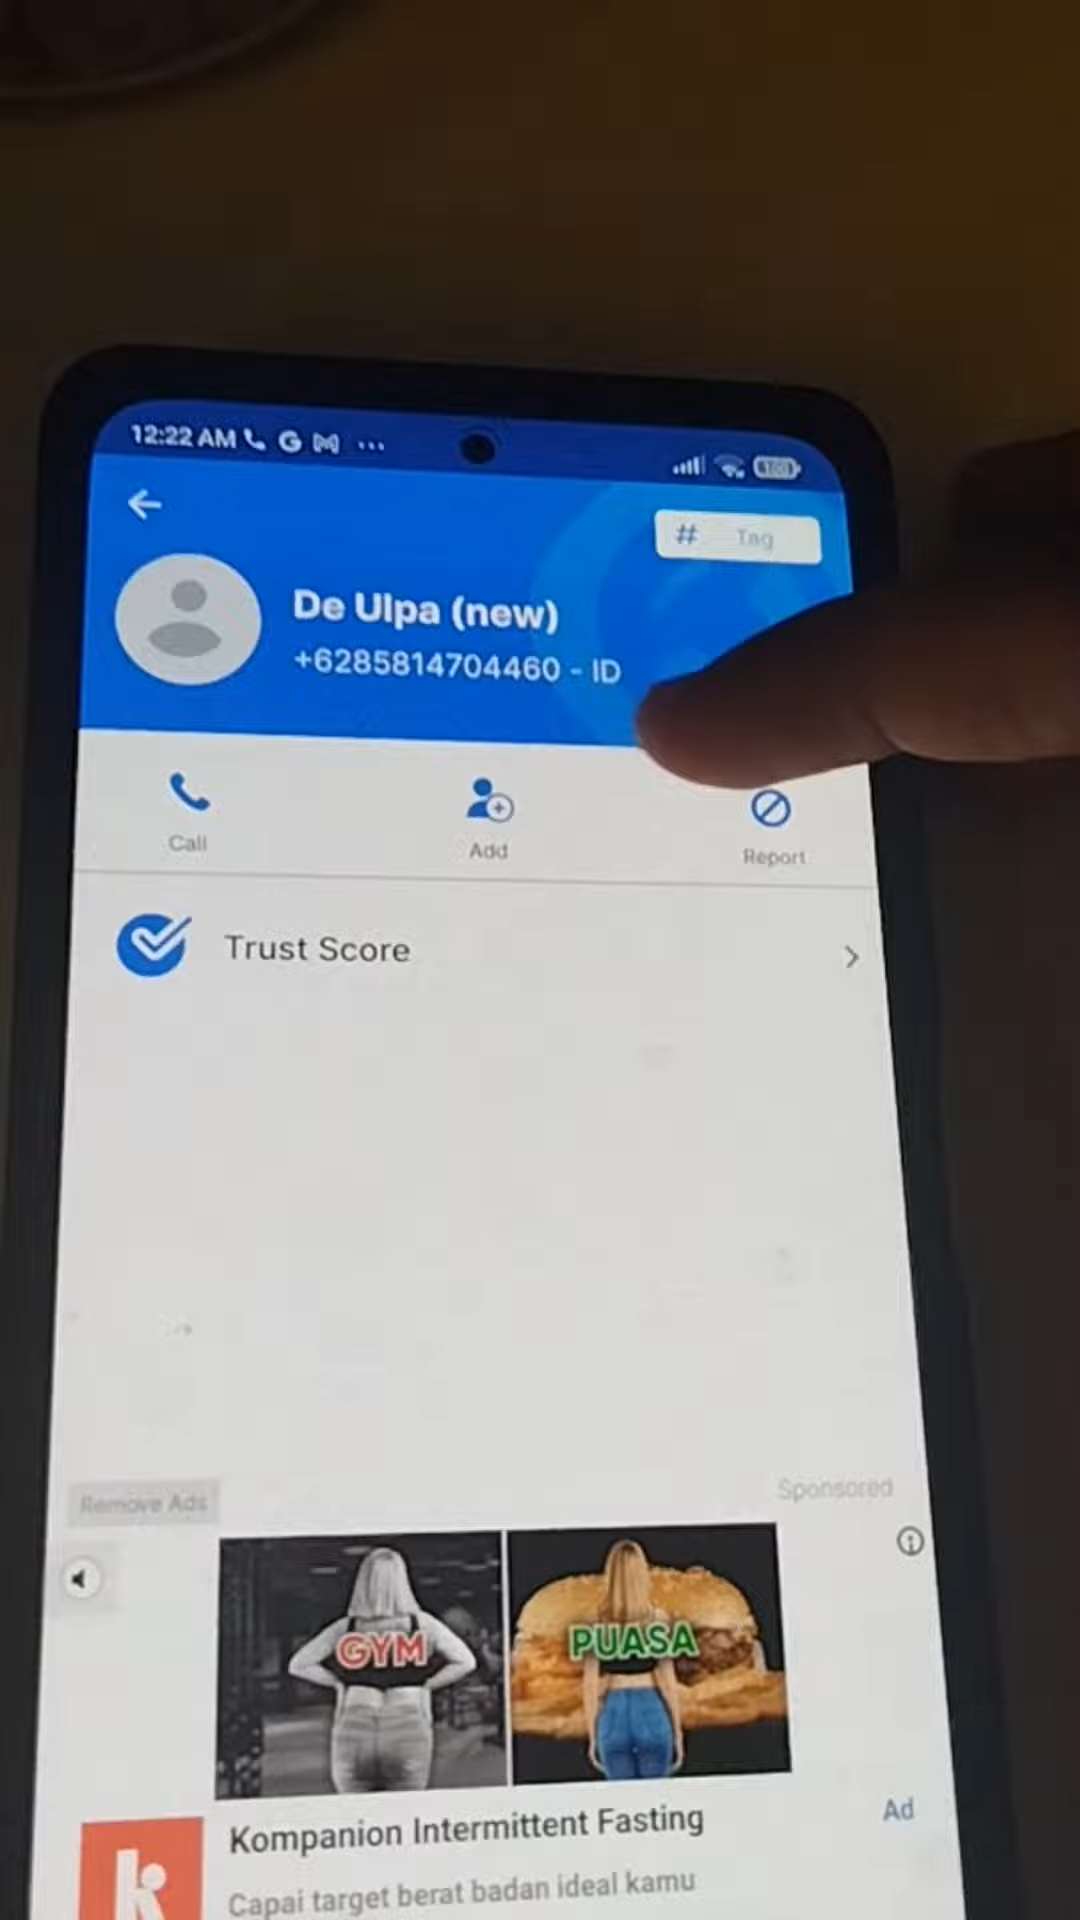 12:22 AM
# Tag
De Ulpa (new)
+6285814704460 - ID
Call
Add
Report
Trust Score
Remove Ads
Sponsored
GYM
PUASA
Kompanion Intermittent Fasting
Ad
Capai target berat badan ideal kamu